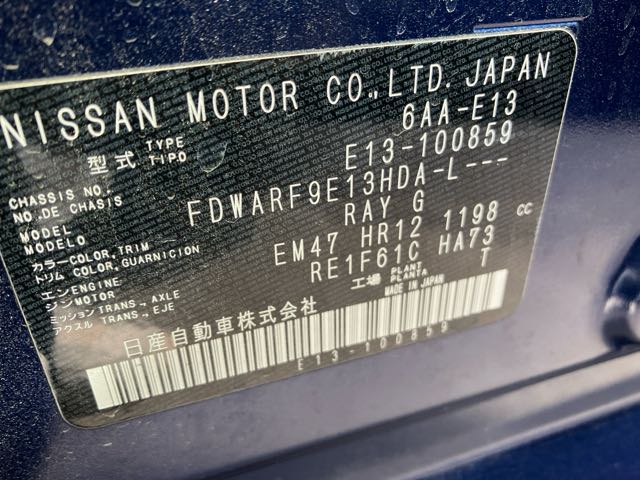 NISSAN MOTOR CO.,LTD. JAPAN
型式 TYPE TIPO 6AA-E13
CHASSIS NO. NO.DE CHASIS. E13-100859
MODEL MODELO FDWARF9E13HDA-L---
カラー COLOR,TRIM トリム COLOR,GUARNICION RAY G
エンジン ENGINE MOTOR EM47 HR12 1198 CC
ミッション TRANS.,AXLE アクスル TRANS.,EJE RE1F61C HA73
工場 PLANT PLANTA T
日産自動車株式会社 MADE IN JAPAN
E13-100859